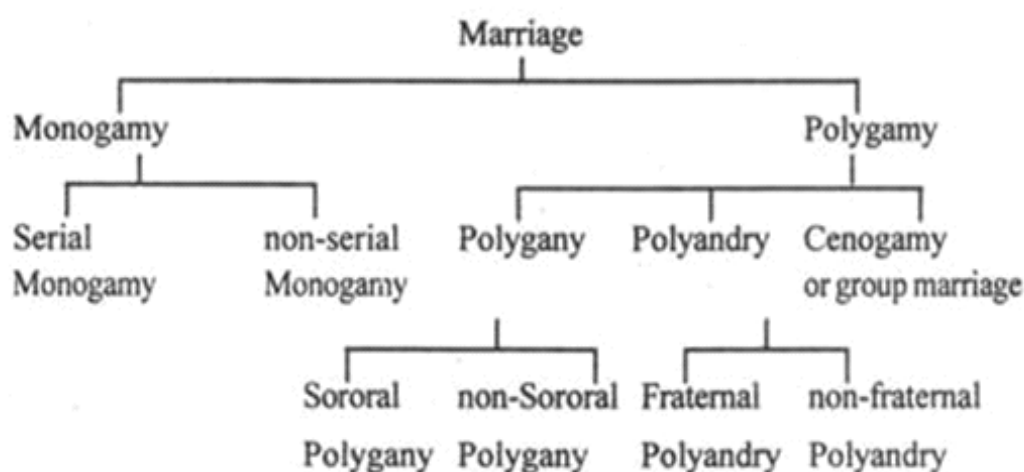 Marriage
Monogamy Polygamy
Serial non-serial Polygany Polyandry Cenogamy
Monogamy Monogamy or group marriage
Sororal non-Sororal Fraternal non-fraternal
Polygany Polygany Polyandry Polyandry